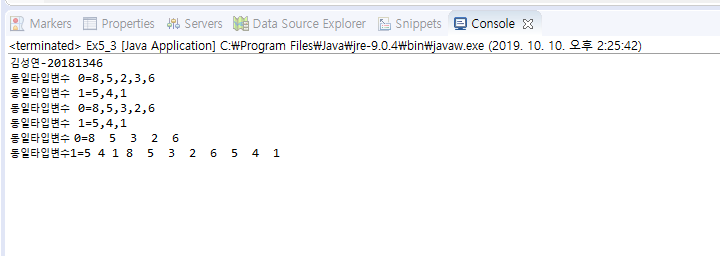 Markers Properties Servers Data Source Explorer Snippets Console
<terminated> Ex5_3 [Java Application] C:\Program Files\Java\jre-9.0.4\bin\javaw.exe (2019. 10. 10. 오후 2:25:42)
김성연-20181346
동일타입변수 0=8,5,2,3,6
동일타입변수 1=5,4,1
동일타입변수 0=8,5,3,2,6
동일타입변수 1=5,4,1
동일타입변수 0=8 5 3 2 6
동일타입변수1=5 4 1 8 5 3 2 6 5 4 1